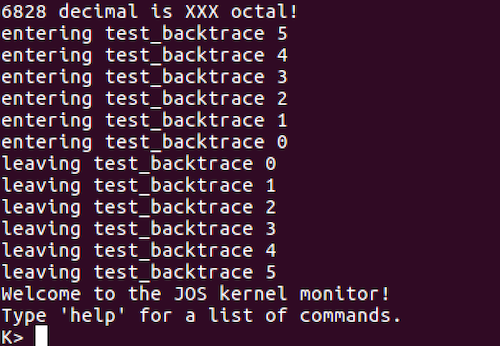 6828 decimal is XXX octal!
entering test_backtrace 5
entering test_backtrace 4
entering test_backtrace 3
entering test_backtrace 2
entering test_backtrace 1
entering test_backtrace 0
leaving test_backtrace 0
leaving test_backtrace 1
leaving test_backtrace 2
leaving test_backtrace 3
leaving test_backtrace 4
leaving test_backtrace 5
Welcome to the JOS kernel monitor!
Type 'help' for a list of commands.
K>